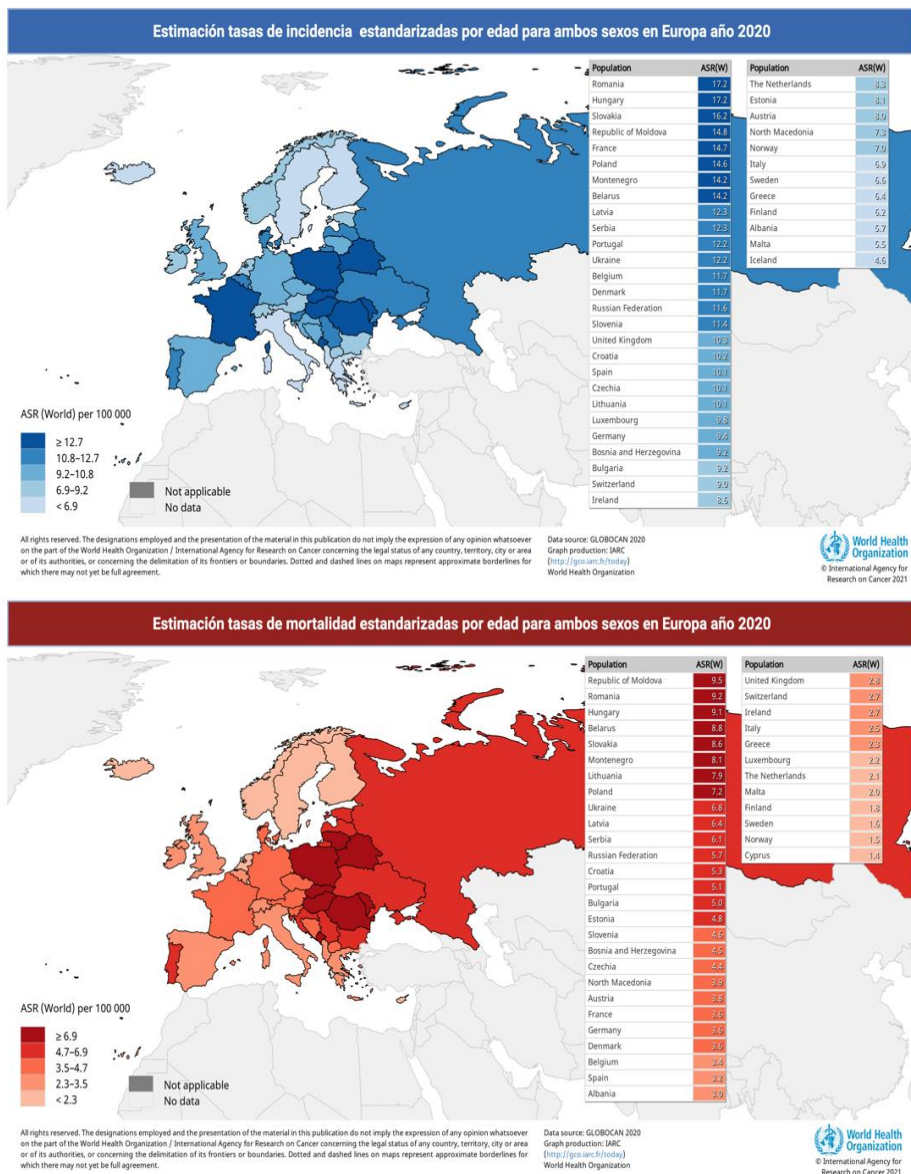 Estimación tasas de incidencia estandarizadas por edad para ambos sexos en Europa año 2020
Population ASR(W)
Romania 17.2
Hungary 17.2
Slovakia 16.2
Republic of Moldova 14.8
France 14.7
Poland 14.6
Montenegro 14.2
Belarus 14.2
Latvia 12.3
Serbia 12.3
Portugal 12.2
Ukraine 12.2
Belgium 11.7
Denmark 11.7
Russian Federation 11.6
Slovenia 11.4
United Kingdom 10.3
Croatia 10.2
Spain 10.1
Czechia 10.1
Lithuania 10.1
Luxembourg 9.8
Germany 9.4
Bosnia and Herzegovina 9.2
Bulgaria 9.2
Switzerland 9.0
Ireland 8.6
Population ASR(W)
The Netherlands 8.3
Estonia 8.1
Austria 8.0
North Macedonia 7.3
Norway 7.0
Italy 6.9
Sweden 6.6
Greece 6.4
Finland 6.2
Albania 5.7
Malta 5.5
Iceland 4.6
ASR (World) per 100 000
≥ 12.7
10.8–12.7
9.2–10.8
6.9–9.2
< 6.9
Not applicable
No data
All rights reserved. The designations employed and the presentation of the material in this publication do not imply the expression of any opinion whatsoever
on the part of the World Health Organization / International Agency for Research on Cancer concerning the legal status of any country, territory, city or area
or of its authorities, or concerning the delimitation of its frontiers or boundaries. Dotted and dashed lines on maps represent approximate borderlines for
which there may not yet be full agreement.
Data source: GLOBOCAN 2020
Graph production: IARC
(http://gco.iarc.fr/today)
World Health Organization
World Health
Organization
© International Agency for
Research on Cancer 2021
Estimación tasas de mortalidad estandarizadas por edad para ambos sexos en Europa año 2020
Population ASR(W)
Republic of Moldova 9.5
Romania 9.2
Hungary 9.1
Belarus 8.8
Slovakia 8.6
Montenegro 8.1
Lithuania 7.9
Poland 7.2
Ukraine 6.8
Latvia 6.4
Serbia 6.1
Russian Federation 5.7
Croatia 5.3
Portugal 5.1
Bulgaria 5.0
Estonia 4.8
Slovenia 4.6
Bosnia and Herzegovina 4.5
Czechia 4.4
North Macedonia 3.9
Austria 3.8
France 3.6
Germany 3.6
Denmark 3.5
Belgium 3.4
Spain 3.2
Albania 3.0
Population ASR(W)
United Kingdom 2.8
Switzerland 2.7
Ireland 2.7
Italy 2.5
Greece 2.3
Luxembourg 2.2
The Netherlands 2.1
Malta 2.0
Finland 1.8
Sweden 1.6
Norway 1.5
Cyprus 1.4
ASR (World) per 100 000
≥ 6.9
4.7–6.9
3.5–4.7
2.3–3.5
< 2.3
Not applicable
No data
All rights reserved. The designations employed and the presentation of the material in this publication do not imply the expression of any opinion whatsoever
on the part of the World Health Organization / International Agency for Research on Cancer concerning the legal status of any country, territory, city or area
or of its authorities, or concerning the delimitation of its frontiers or boundaries. Dotted and dashed lines on maps represent approximate borderlines for
which there may not yet be full agreement.
Data source: GLOBOCAN 2020
Graph production: IARC
(http://gco.iarc.fr/today)
World Health Organization
World Health
Organization
© International Agency for
Research on Cancer 2021